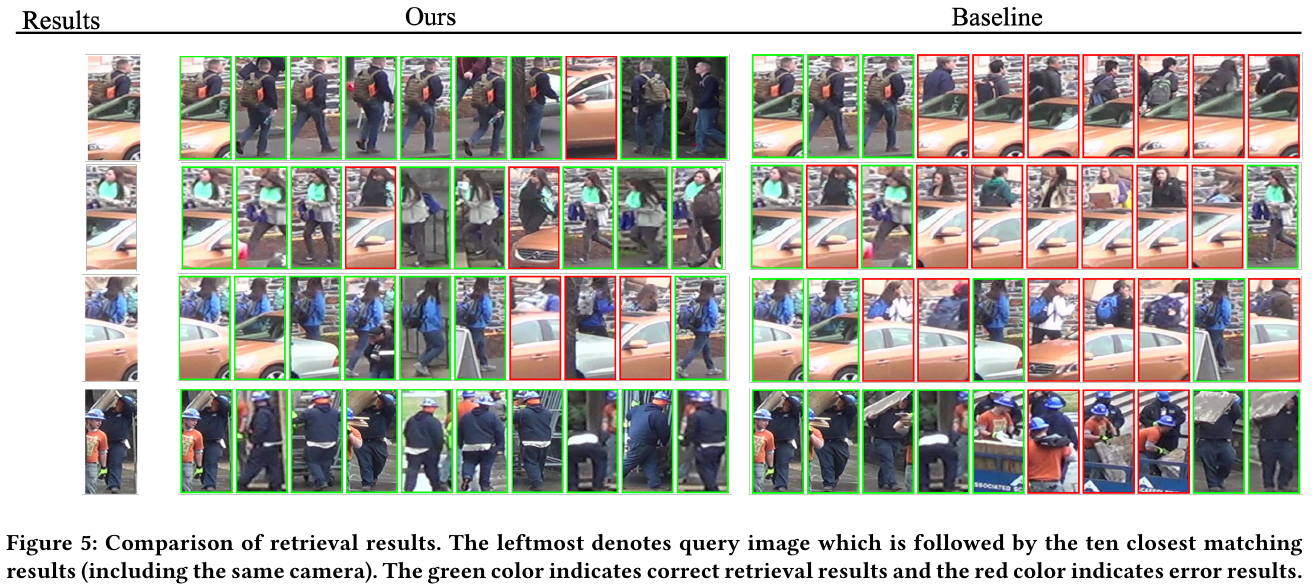 Results Ours Baseline
ASSOCIATED SC
Figure 5: Comparison of retrieval results. The leftmost denotes query image which is followed by the ten closest matching
results (including the same camera). The green color indicates correct retrieval results and the red color indicates error results.